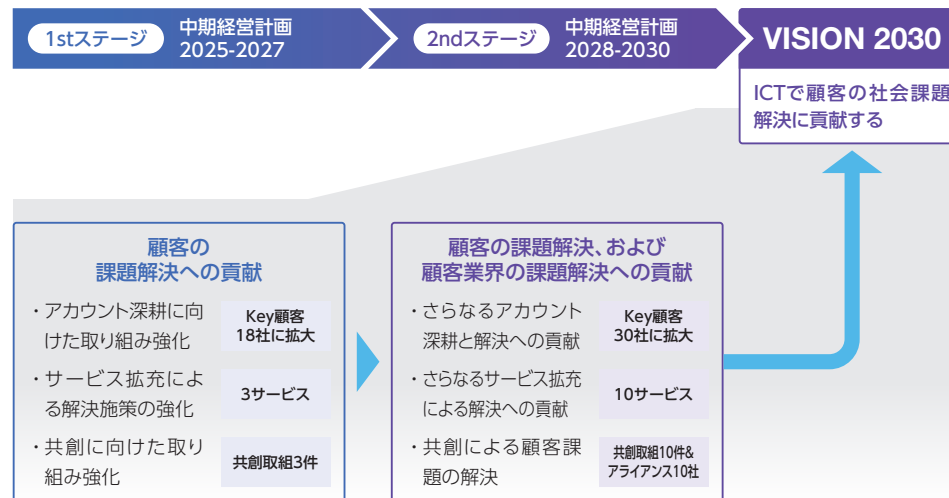 1stステージ
中期経営計画
2025-2027
2ndステージ
中期経営計画
2028-2030
VISION 2030
ICTで顧客の社会課題
解決に貢献する
顧客の
課題解決への貢献
・アカウント深耕に向
けた取り組み強化
Key顧客
18社に拡大
・サービス拡充によ
る解決施策の強化
3サービス
・共創に向けた取り
組み強化
共創取組3件
顧客の課題解決、および
顧客業界の課題解決への貢献
・さらなるアカウント
深耕と解決への貢献
Key顧客
30社に拡大
・さらなるサービス拡充
による解決への貢献
10サービス
・共創による顧客課
題の解決
共創取組10件&
アライアンス10社